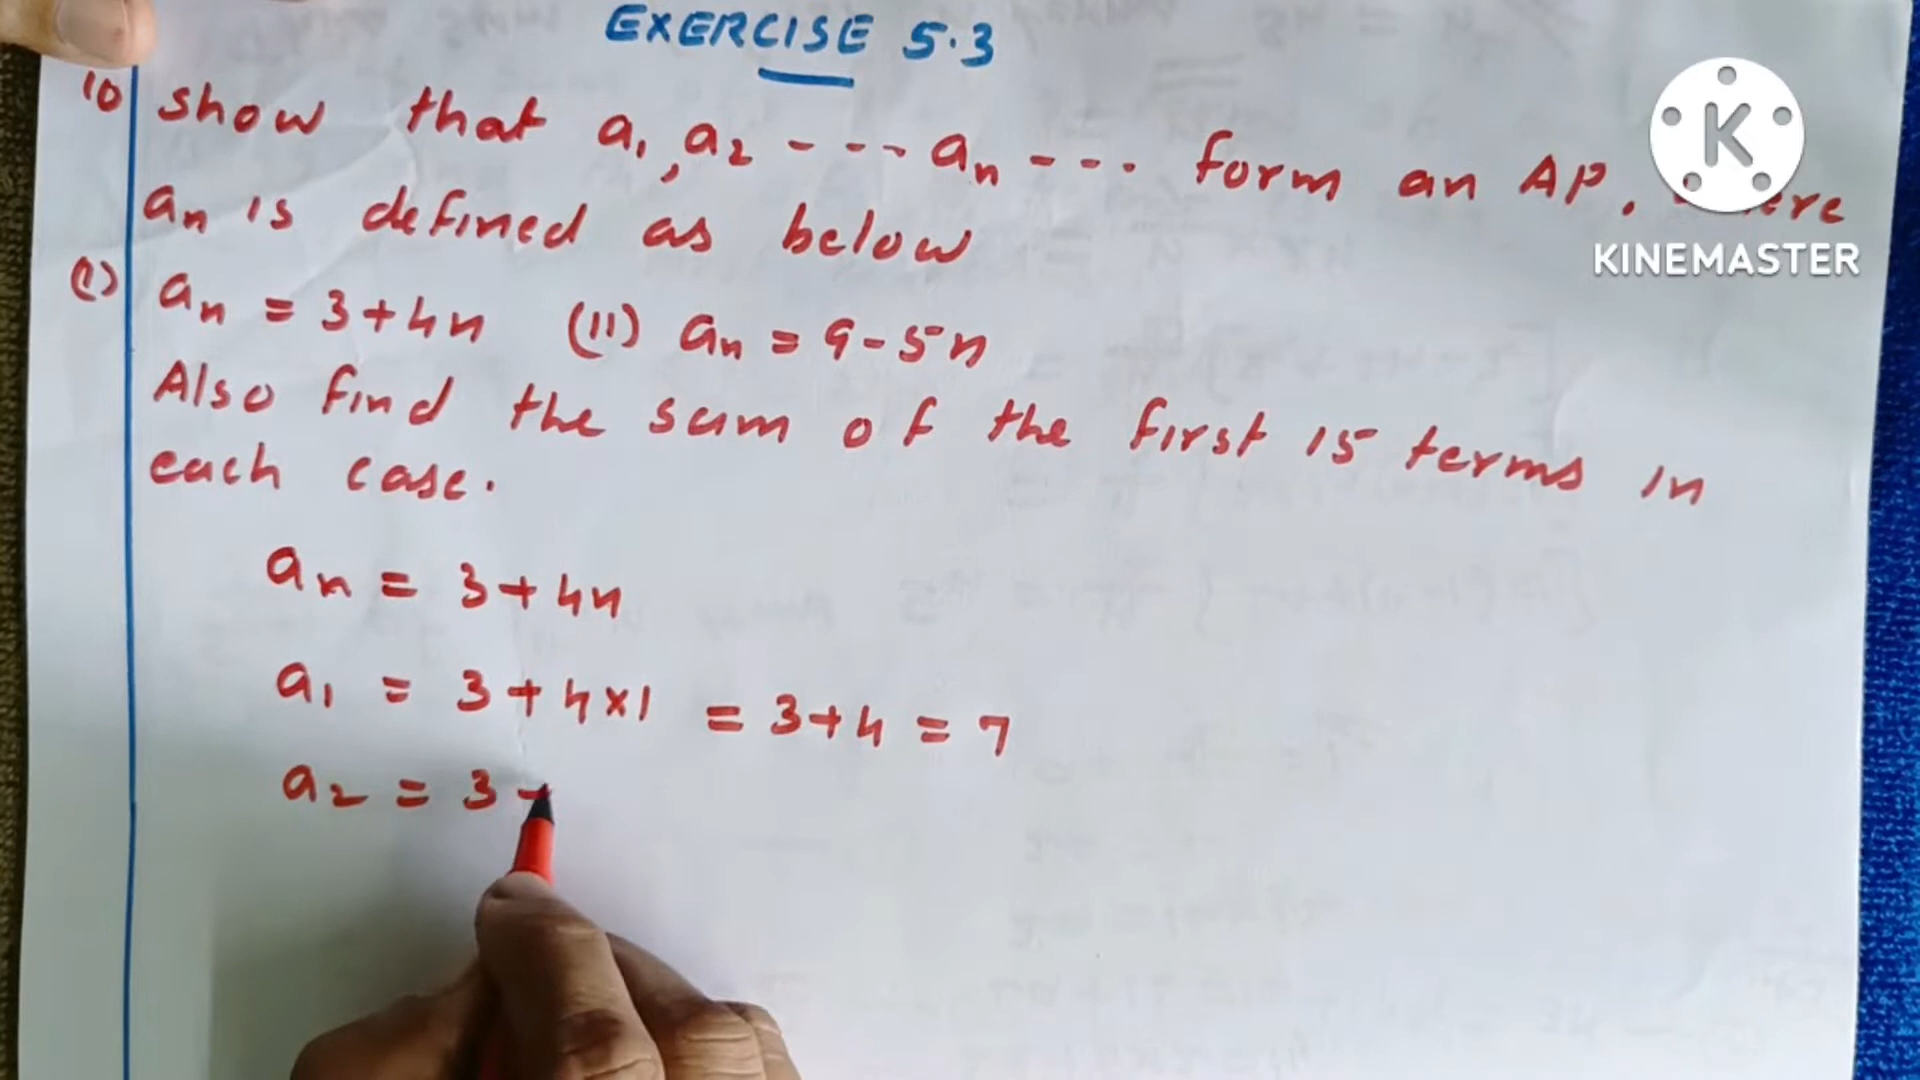 EXERCISE 5.3
10 show that a₁, a₂ - - - - aₙ - - - form an AP.
aₙ is defined as below
(I) aₙ = 3+4n (II) aₙ = 9-5n
Also find the sum of the first 15 terms in
each case.
aₙ = 3+4n
a₁ = 3+4×1 = 3+4 = 7
a₂ = 3
K
KINEMASTER